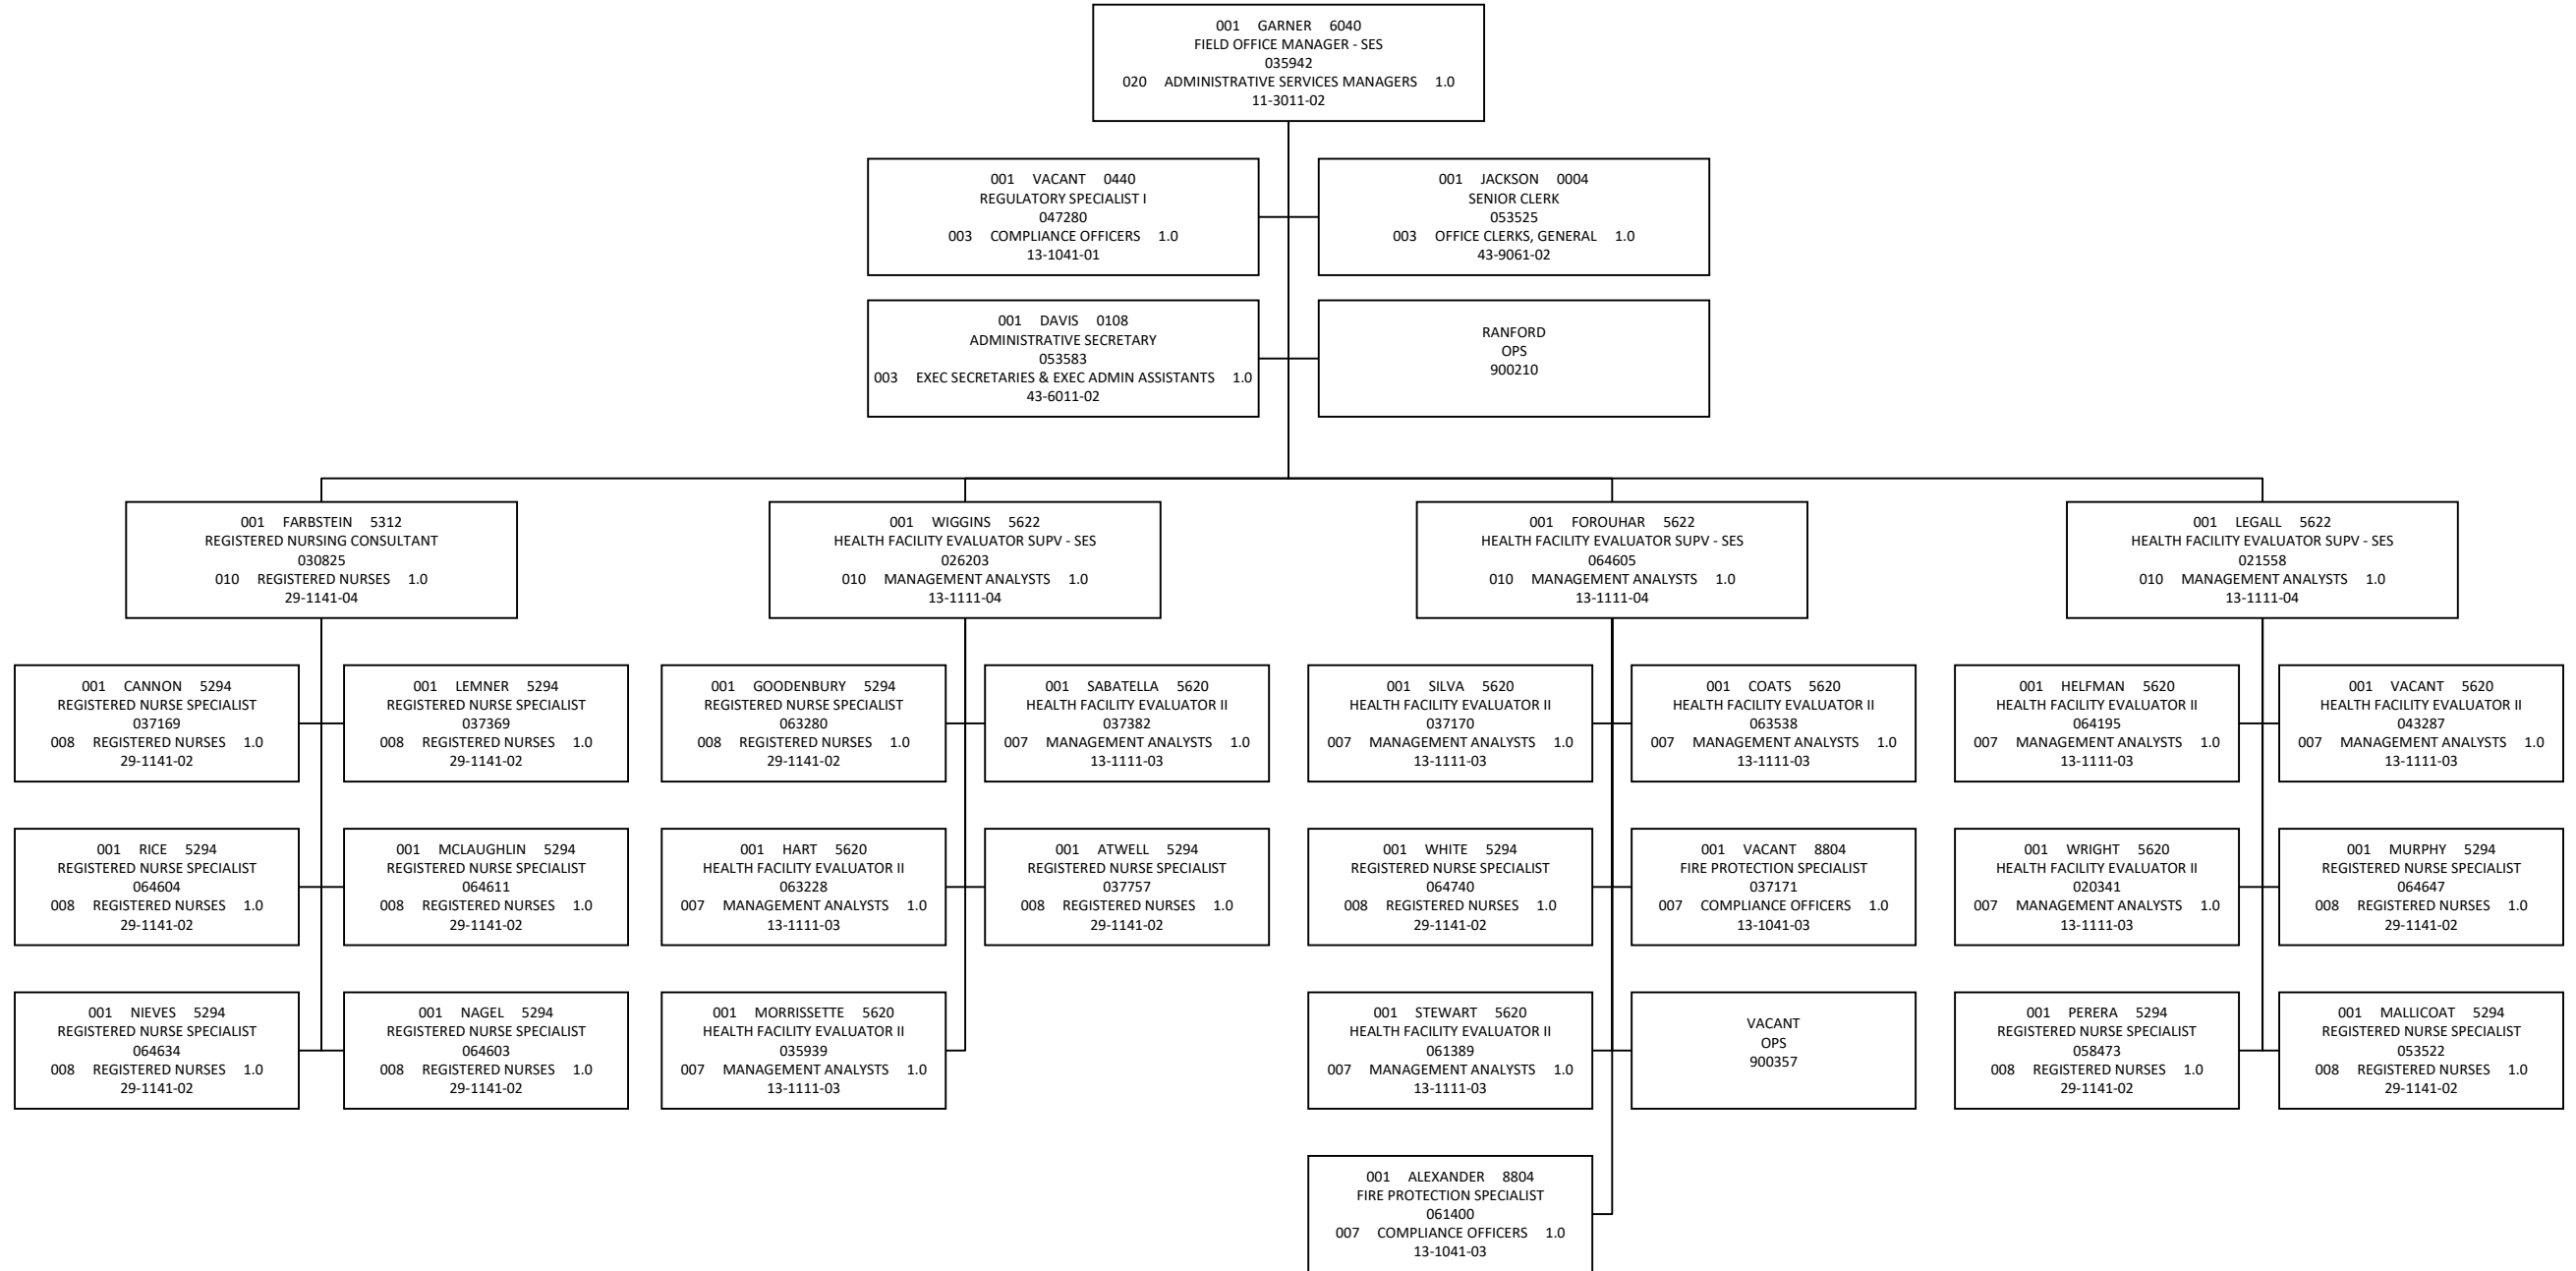 001 GARNER 6040
FIELD OFFICE MANAGER - SES
035942
020 ADMINISTRATIVE SERVICES MANAGERS 1.0
11-3011-02
001 VACANT 0440
REGULATORY SPECIALIST I
047280
003 COMPLIANCE OFFICERS 1.0
13-1041-01
001 JACKSON 0004
SENIOR CLERK
053525
003 OFFICE CLERKS, GENERAL 1.0
43-9061-02
001 DAVIS 0108
ADMINISTRATIVE SECRETARY
053583
003 EXEC SECRETARIES & EXEC ADMIN ASSISTANTS 1.0
43-6011-02
RANFORD
OPS
900210
001 FARBSTEIN 5312
REGISTERED NURSING CONSULTANT
030825
010 REGISTERED NURSES 1.0
29-1141-04
001 WIGGINS 5622
HEALTH FACILITY EVALUATOR SUPV - SES
026203
010 MANAGEMENT ANALYSTS 1.0
13-1111-04
001 FOROUHAR 5622
HEALTH FACILITY EVALUATOR SUPV - SES
064605
010 MANAGEMENT ANALYSTS 1.0
13-1111-04
001 LEGALL 5622
HEALTH FACILITY EVALUATOR SUPV - SES
021558
010 MANAGEMENT ANALYSTS 1.0
13-1111-04
001 CANNON 5294
REGISTERED NURSE SPECIALIST
037169
008 REGISTERED NURSES 1.0
29-1141-02
001 LEMNER 5294
REGISTERED NURSE SPECIALIST
037369
008 REGISTERED NURSES 1.0
29-1141-02
001 GOODENBURY 5294
REGISTERED NURSE SPECIALIST
063280
008 REGISTERED NURSES 1.0
29-1141-02
001 SABATELLA 5620
HEALTH FACILITY EVALUATOR II
037382
007 MANAGEMENT ANALYSTS 1.0
13-1111-03
001 SILVA 5620
HEALTH FACILITY EVALUATOR II
037170
007 MANAGEMENT ANALYSTS 1.0
13-1111-03
001 COATS 5620
HEALTH FACILITY EVALUATOR II
063538
007 MANAGEMENT ANALYSTS 1.0
13-1111-03
001 HELFMAN 5620
HEALTH FACILITY EVALUATOR II
064195
007 MANAGEMENT ANALYSTS 1.0
13-1111-03
001 VACANT 5620
HEALTH FACILITY EVALUATOR II
043287
007 MANAGEMENT ANALYSTS 1.0
13-1111-03
001 RICE 5294
REGISTERED NURSE SPECIALIST
064604
008 REGISTERED NURSES 1.0
29-1141-02
001 MCLAUGHLIN 5294
REGISTERED NURSE SPECIALIST
064611
008 REGISTERED NURSES 1.0
29-1141-02
001 HART 5620
HEALTH FACILITY EVALUATOR II
063228
007 MANAGEMENT ANALYSTS 1.0
13-1111-03
001 ATWELL 5294
REGISTERED NURSE SPECIALIST
037757
008 REGISTERED NURSES 1.0
29-1141-02
001 WHITE 5294
REGISTERED NURSE SPECIALIST
064740
008 REGISTERED NURSES 1.0
29-1141-02
001 VACANT 8804
FIRE PROTECTION SPECIALIST
037171
007 COMPLIANCE OFFICERS 1.0
13-1041-03
001 WRIGHT 5620
HEALTH FACILITY EVALUATOR II
020341
007 MANAGEMENT ANALYSTS 1.0
13-1111-03
001 MURPHY 5294
REGISTERED NURSE SPECIALIST
064647
008 REGISTERED NURSES 1.0
29-1141-02
001 NIEVES 5294
REGISTERED NURSE SPECIALIST
064634
008 REGISTERED NURSES 1.0
29-1141-02
001 NAGEL 5294
REGISTERED NURSE SPECIALIST
064603
008 REGISTERED NURSES 1.0
29-1141-02
001 MORRISSETTE 5620
HEALTH FACILITY EVALUATOR II
035939
007 MANAGEMENT ANALYSTS 1.0
13-1111-03
001 STEWART 5620
HEALTH FACILITY EVALUATOR II
061389
007 MANAGEMENT ANALYSTS 1.0
13-1111-03
VACANT
OPS
900357
001 PERERA 5294
REGISTERED NURSE SPECIALIST
058473
008 REGISTERED NURSES 1.0
29-1141-02
001 MALLICOAT 5294
REGISTERED NURSE SPECIALIST
053522
008 REGISTERED NURSES 1.0
29-1141-02
001 ALEXANDER 8804
FIRE PROTECTION SPECIALIST
061400
007 COMPLIANCE OFFICERS 1.0
13-1041-03